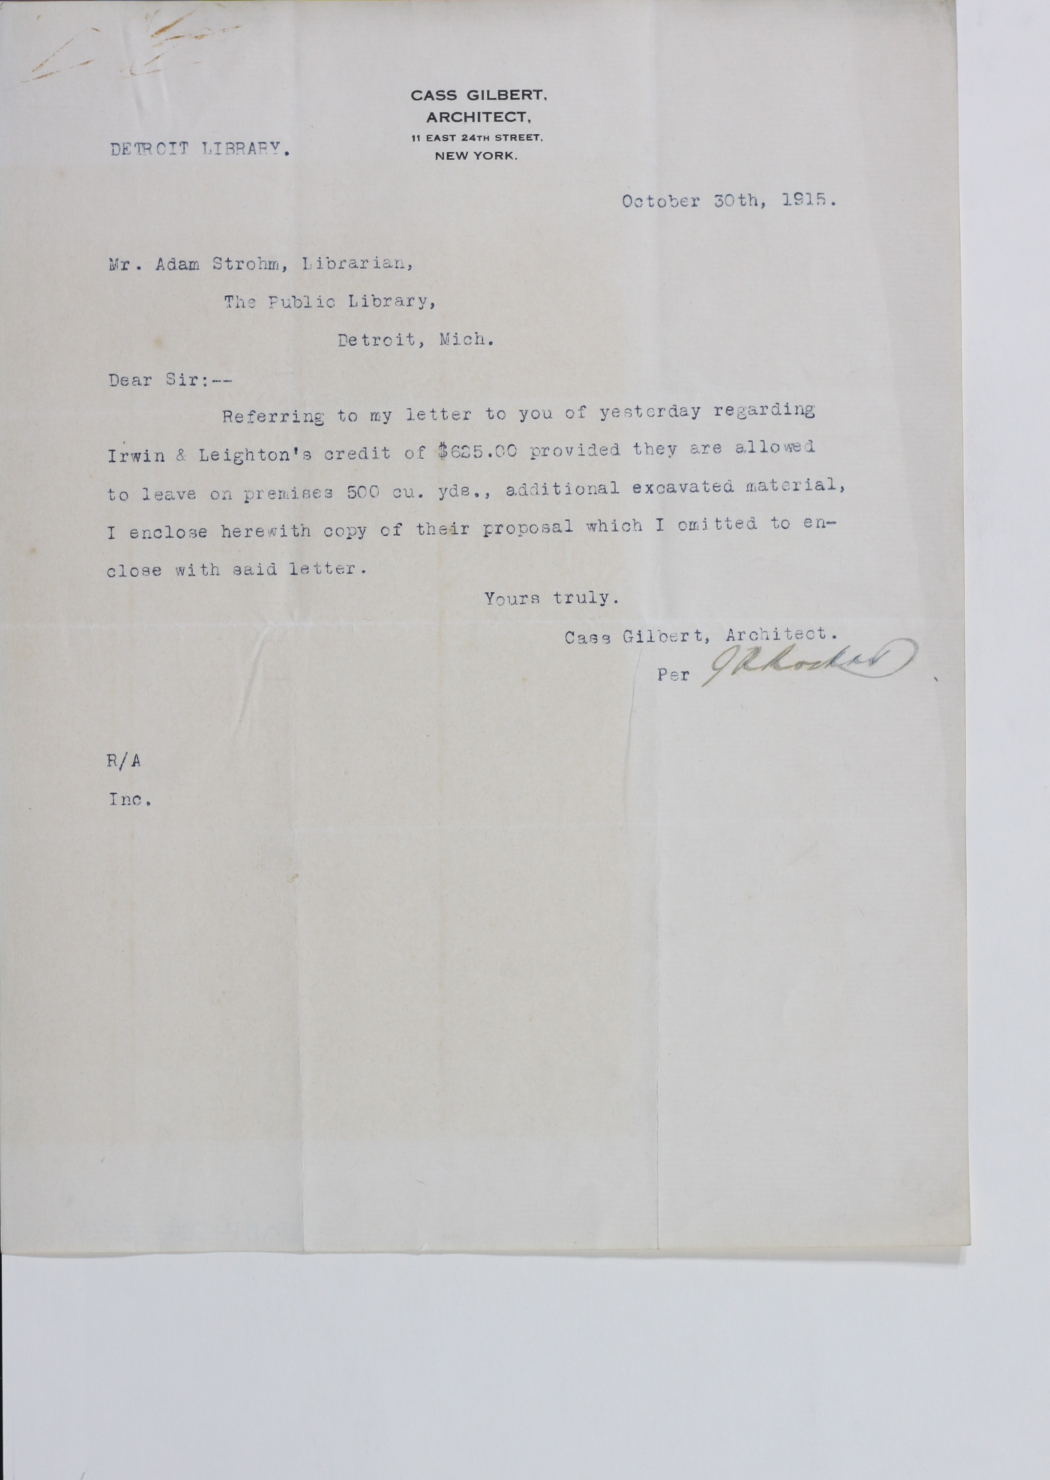 CASS GILBERT,
ARCHITECT,
11 EAST 24TH STREET,
NEW YORK.
DETROIT LIBRARY.
October 30th, 1915.
Mr. Adam Strohm, Librarian,
The Public Library,
Detroit, Mich.
Dear Sir:--
Referring to my letter to you of yesterday regarding
Irwin & Leighton's credit of $625.00 provided they are allowed
to leave on premises 500 cu. yds., additional excavated material,
I enclose herewith copy of their proposal which I omitted to en-
close with said letter.
Yours truly.
Cass Gilbert, Architect.
Per
R/A
Inc.